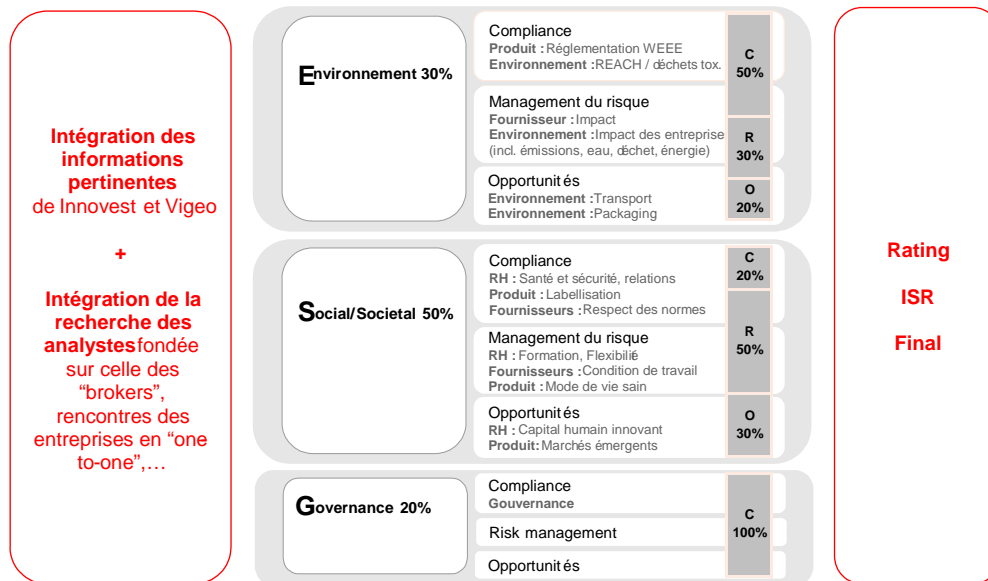 Intégration des
informations
pertinentes
de Innovest et Vigeo
+
Intégration de la
recherche des
analystesfondée
sur celle des
“brokers”,
rencontres des
entreprises en “one
to-one”,…
Environnement 30%
Compliance
Produit :Réglementation WEEE
Environnement :REACH / déchets tox.
Management du risque
Fournisseur :Impact
Environnement :Impact des entreprise
(incl. émissions, eau, déchet, énergie)
Opportunités
Environnement :Transport
Environnement :Packaging
C
50%
R
30%
O
20%
Social/Societal 50%
Compliance
RH : Santé et sécurité, relations
Produit : Labellisation
Fournisseurs :Respect des normes
Management du risque
RH : Formation, Flexibilié
Fournisseurs :Condition de travail
Produit : Mode de vie sain
Opportunités
RH : Capital humain innovant
Produit: Marchés émergents
C
20%
R
50%
O
30%
Governance 20%
Compliance
Gouvernance
Risk management
Opportunités
C
100%
Rating
ISR
Final